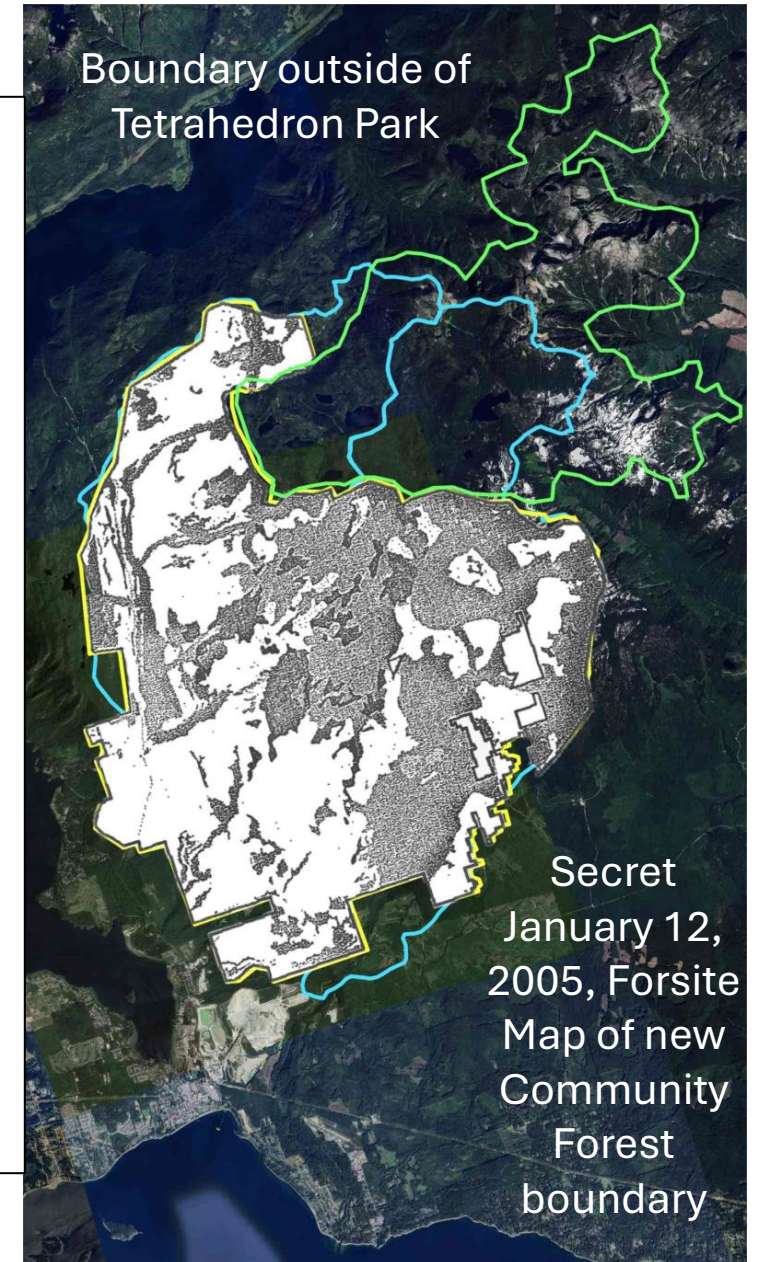 Boundary outside of
Tetrahedron Park
Secret
January 12,
2005, Forsite
Map of new
Community
Forest
boundary